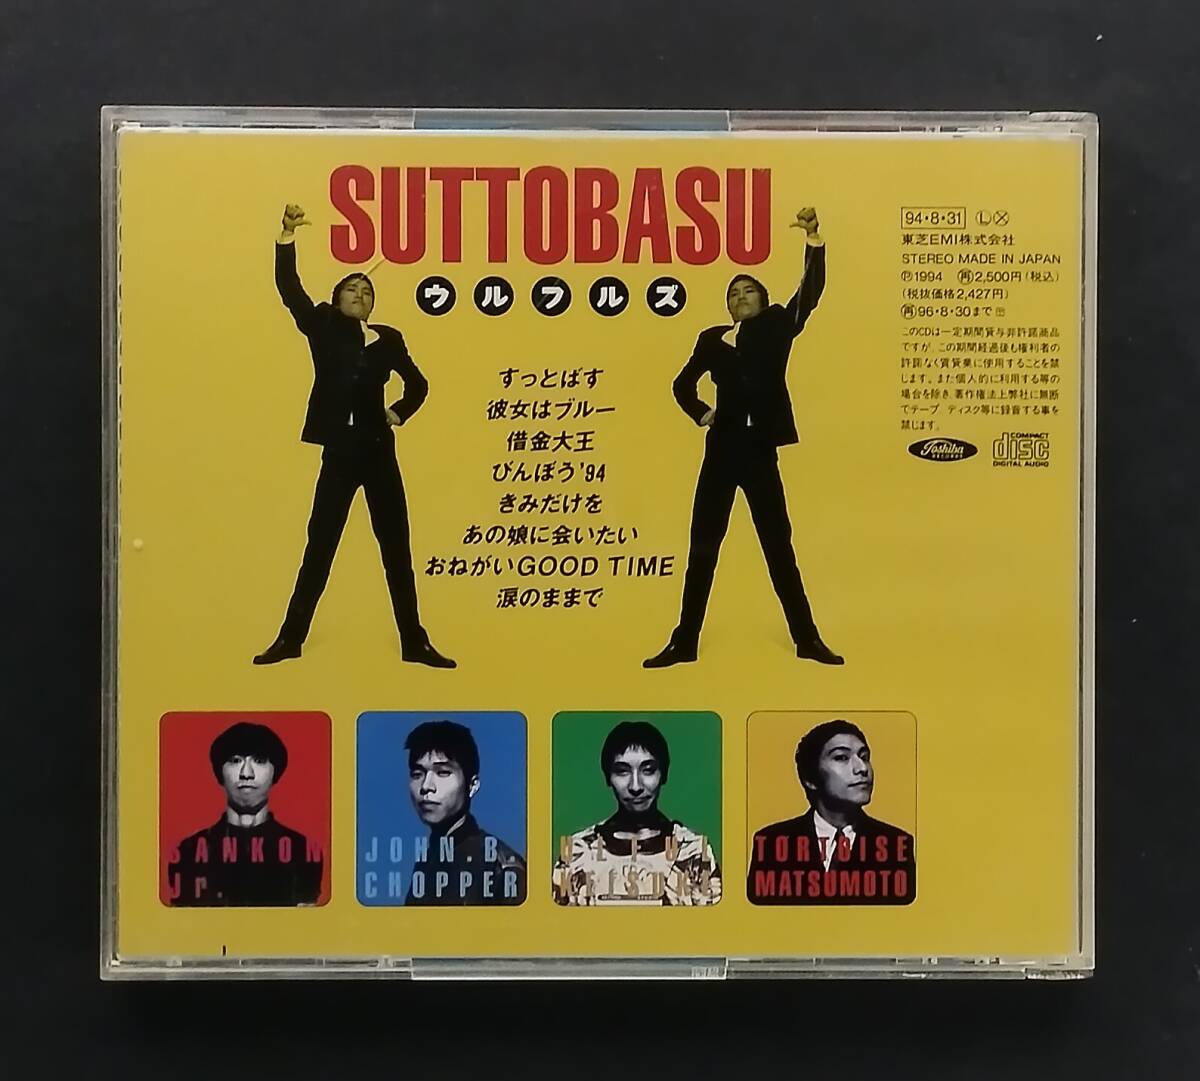 SUTTOBASU
ウルフルズ
すっとばす
彼女はブルー
借金大王
びんぼう'94
きみだけを
あの娘に会いたい
おねがいGOOD TIME
涙のままで
94・8・31 Ⓛ Ⓧ
東芝EMI株式会社
STEREO MADE IN JAPAN
Ⓟ1994 ㊥2,500円(税込)
(税抜価格2,427円)
96・8・30まで
このCDは一定期間貸与非許諾商品
ですが、この期間経過後も権利者の
許諾なく賃貸業に使用することを禁
じます。また個人的に利用する等の
場合を除き、著作権法上弊社に無断
でテープ、ディスク等に録音する事を
禁じます。
Toshiba
RECORDS
COMPACT
disc
DIGITAL AUDIO
SANKON
Jr.
JOHN.B.
CHOPPER
ULFUL
KEISUKE
TORTOISE
MATSUMOTO